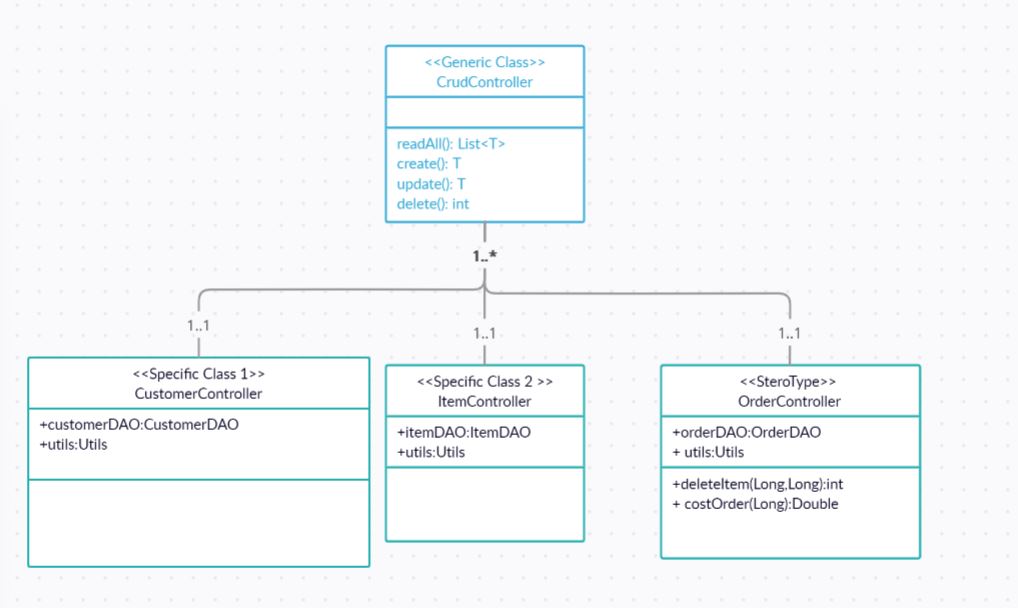 <<Generic Class>>
CrudController
readAll(): List<T>
create(): T
update(): T
delete(): int
1..*
1..1
1..1
1..1
<<Specific Class 1>>
CustomerController
+customerDAO:CustomerDAO
+utils:Utils
<<Specific Class 2 >>
ItemController
+itemDAO:ItemDAO
+utils:Utils
<<SteroType>>
OrderController
+orderDAO:OrderDAO
+ utils:Utils
+deleteItem(Long,Long):int
+ costOrder(Long):Double